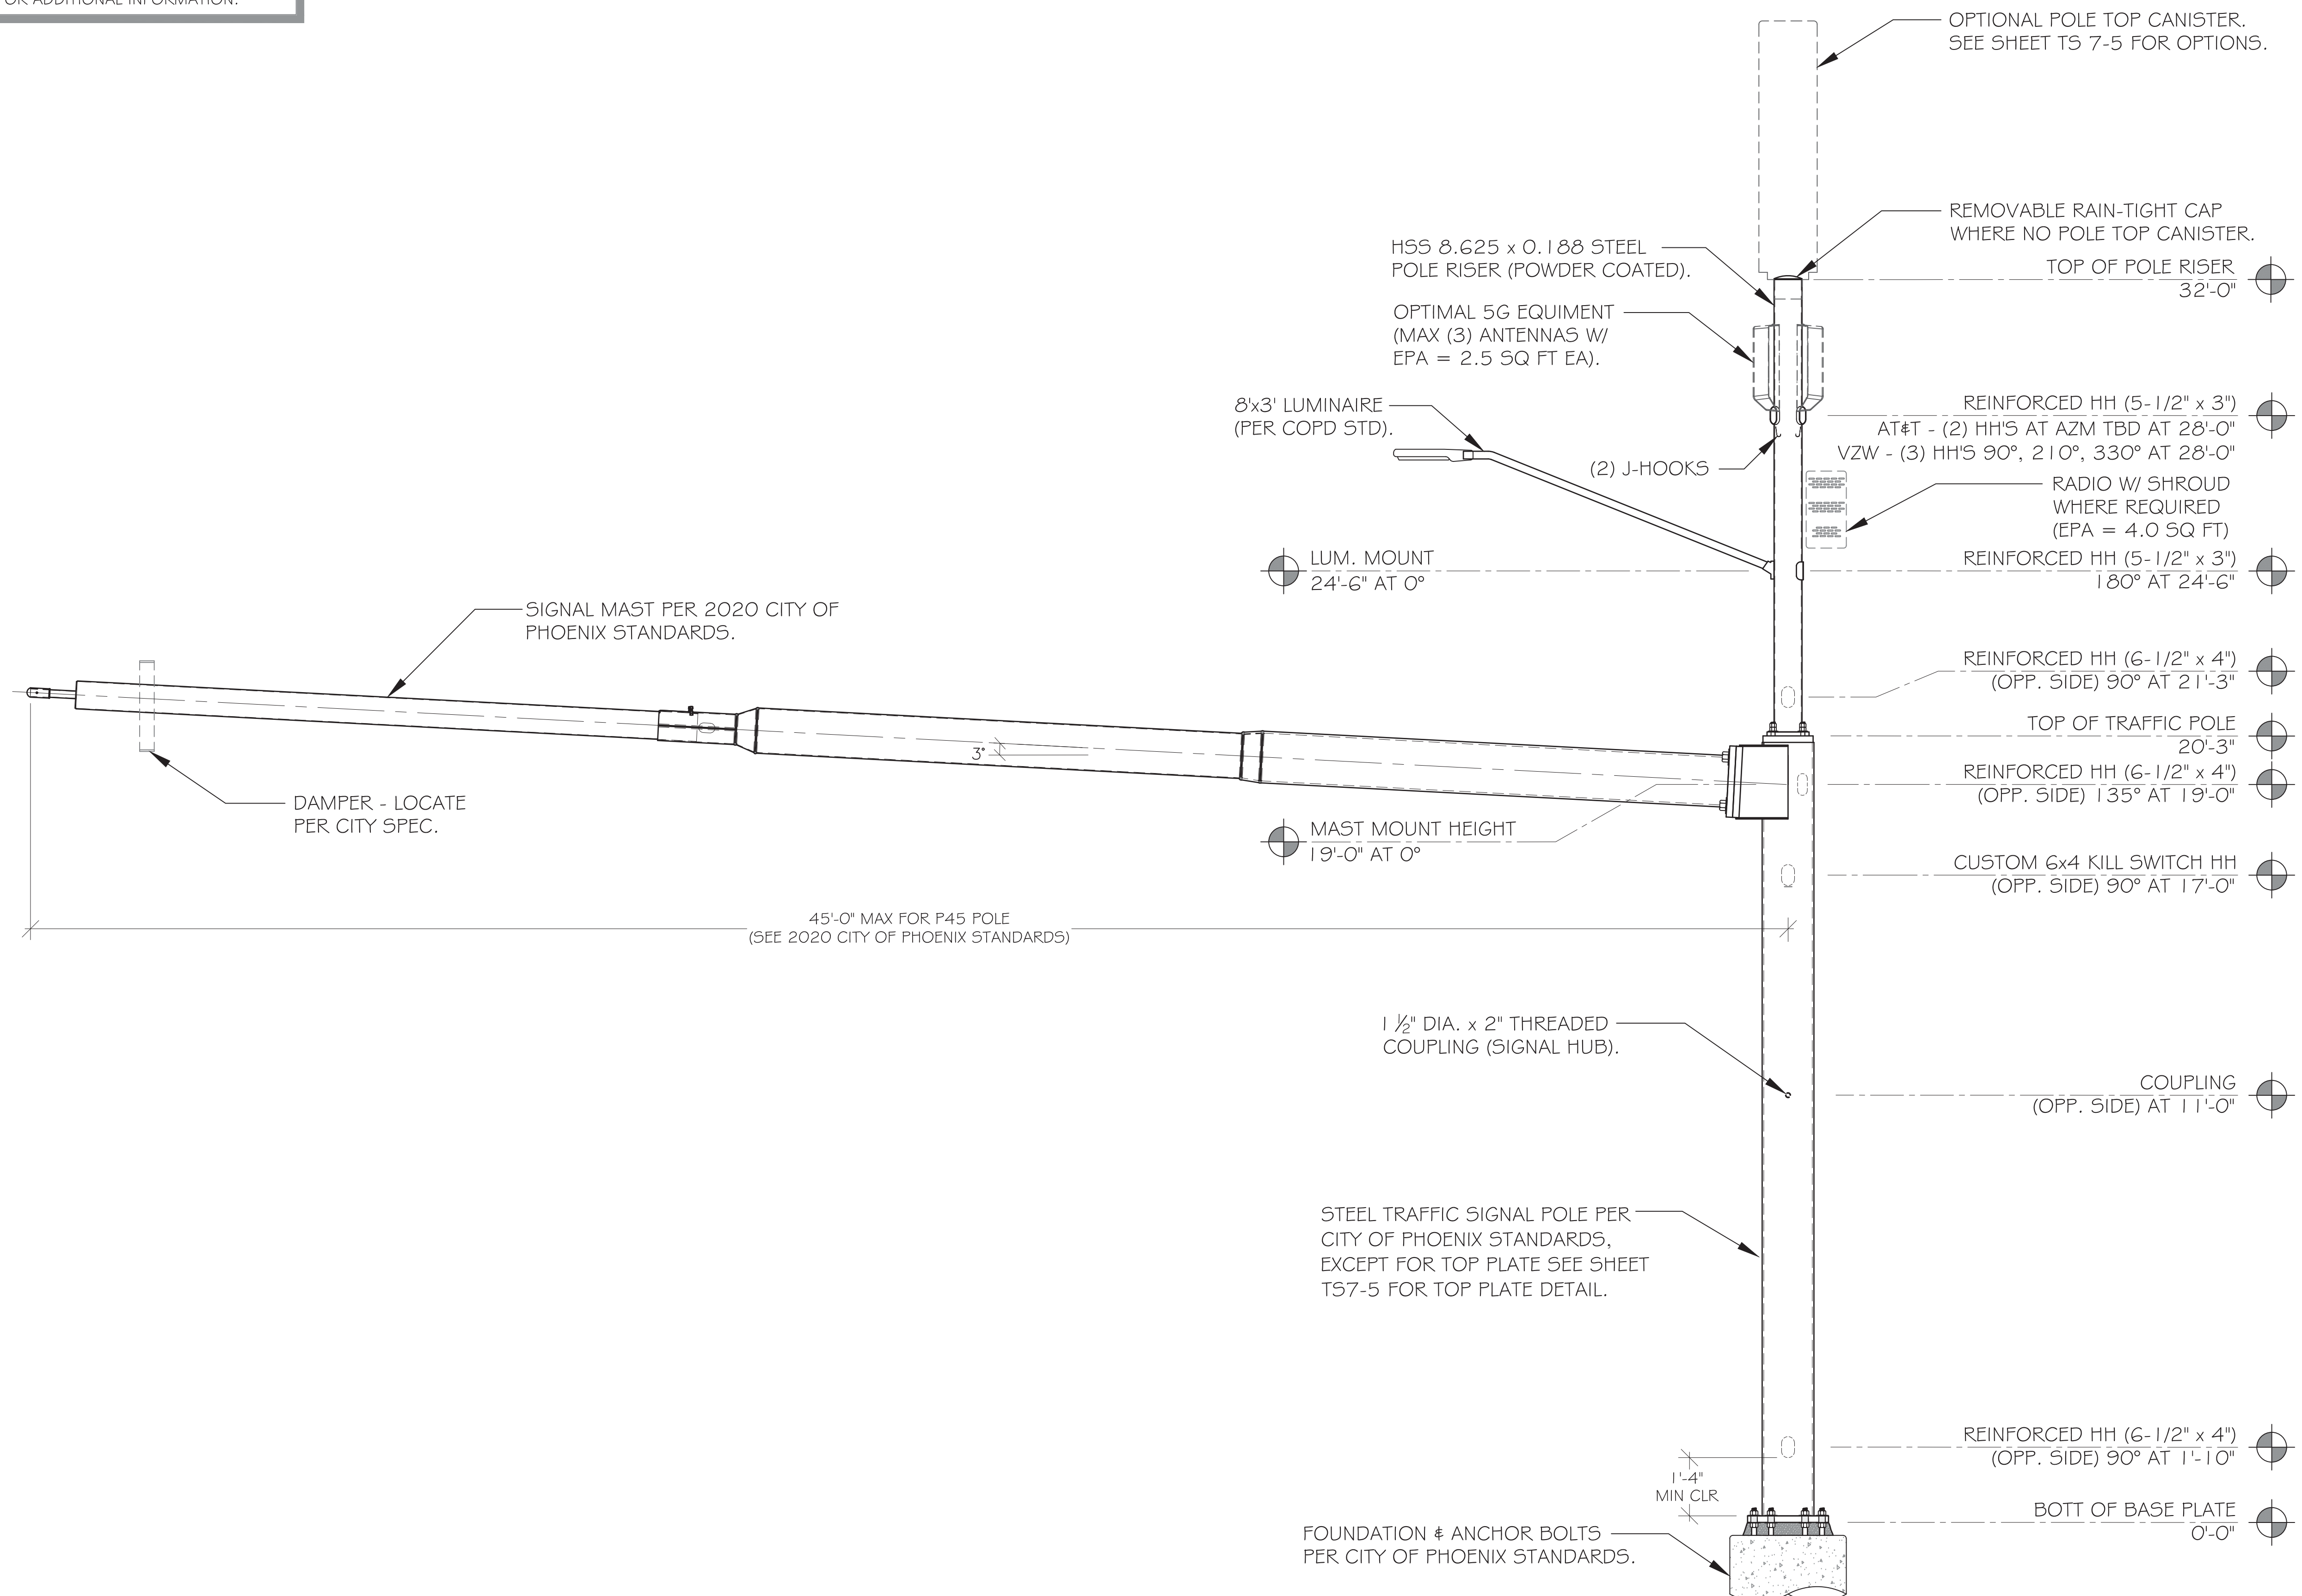 OR ADDITIONAL INFORMATION.
OPTIONAL POLE TOP CANISTER.
SEE SHEET TS 7-5 FOR OPTIONS.
REMOVABLE RAIN-TIGHT CAP
WHERE NO POLE TOP CANISTER.
HSS 8.625 x 0.188 STEEL
POLE RISER (POWDER COATED).
TOP OF POLE RISER
32'-0"
OPTIMAL 5G EQUIMENT
(MAX (3) ANTENNAS W/
EPA = 2.5 SQ FT EA).
8'x3' LUMINAIRE
(PER COPD STD).
REINFORCED HH (5-1/2" x 3")
AT&T - (2) HH'S AT AZM TBD AT 28'-0"
VZW - (3) HH'S 90°, 210°, 330° AT 28'-0"
(2) J-HOOKS
RADIO W/ SHROUD
WHERE REQUIRED
(EPA = 4.0 SQ FT)
LUM. MOUNT
24'-6" AT 0°
REINFORCED HH (5-1/2" x 3")
180° AT 24'-6"
SIGNAL MAST PER 2020 CITY OF
PHOENIX STANDARDS.
REINFORCED HH (6-1/2" x 4")
(OPP. SIDE) 90° AT 21'-3"
TOP OF TRAFFIC POLE
20'-3"
3°
REINFORCED HH (6-1/2" x 4")
(OPP. SIDE) 135° AT 19'-0"
DAMPER - LOCATE
PER CITY SPEC.
MAST MOUNT HEIGHT
19'-0" AT 0°
CUSTOM 6x4 KILL SWITCH HH
(OPP. SIDE) 90° AT 17'-0"
45'-0" MAX FOR P45 POLE
(SEE 2020 CITY OF PHOENIX STANDARDS)
1 ½" DIA. x 2" THREADED
COUPLING (SIGNAL HUB).
COUPLING
(OPP. SIDE) AT 11'-0"
STEEL TRAFFIC SIGNAL POLE PER
CITY OF PHOENIX STANDARDS,
EXCEPT FOR TOP PLATE SEE SHEET
TS7-5 FOR TOP PLATE DETAIL.
REINFORCED HH (6-1/2" x 4")
(OPP. SIDE) 90° AT 1'-10"
1'-4"
MIN CLR
BOTT OF BASE PLATE
0'-0"
FOUNDATION & ANCHOR BOLTS
PER CITY OF PHOENIX STANDARDS.